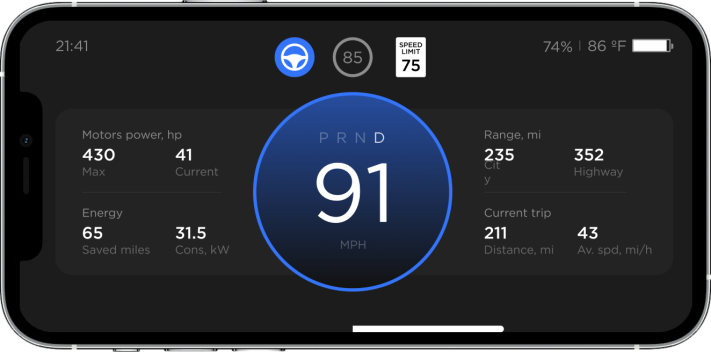 21:41
85
SPEED
LIMIT
75
74% | 86 ºF
Motors power, hp
430 41
Max Current
Energy
65 31.5
Saved miles Cons, kW
P R N D
91
MPH
Range, mi
235 352
Cit
y
Highway
Current trip
211 43
Distance, mi Av. spd, mi/h